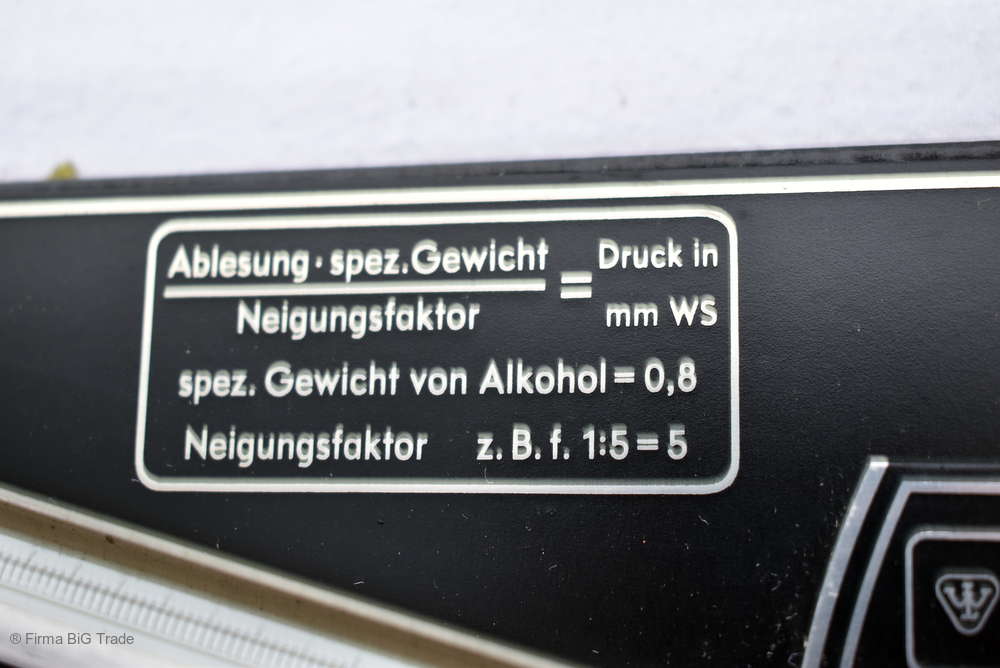 Ablesung · spez. Gewicht
Neigungsfaktor
= Druck in
mm WS
spez. Gewicht von Alkohol = 0,8
Neigungsfaktor z. B. f. 1:5 = 5
® Firma BiG Trade